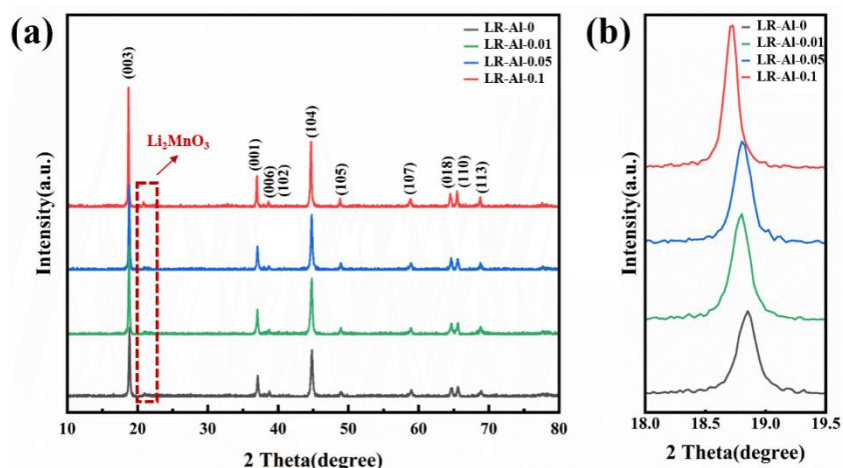 (a)
LR-Al-0
LR-Al-0.01
LR-Al-0.05
LR-Al-0.1
(003)
Li₂MnO₃
(001)
(006)
(102)
(104)
(105)
(107)
(018)
(110)
(113)
Intensity(a.u.)
10 20 30 40 50 60 70 80
2 Theta(degree)
(b)
LR-Al-0
LR-Al-0.01
LR-Al-0.05
LR-Al-0.1
Intensity(a.u.)
18.0 18.5 19.0 19.5
2 Theta(degree)